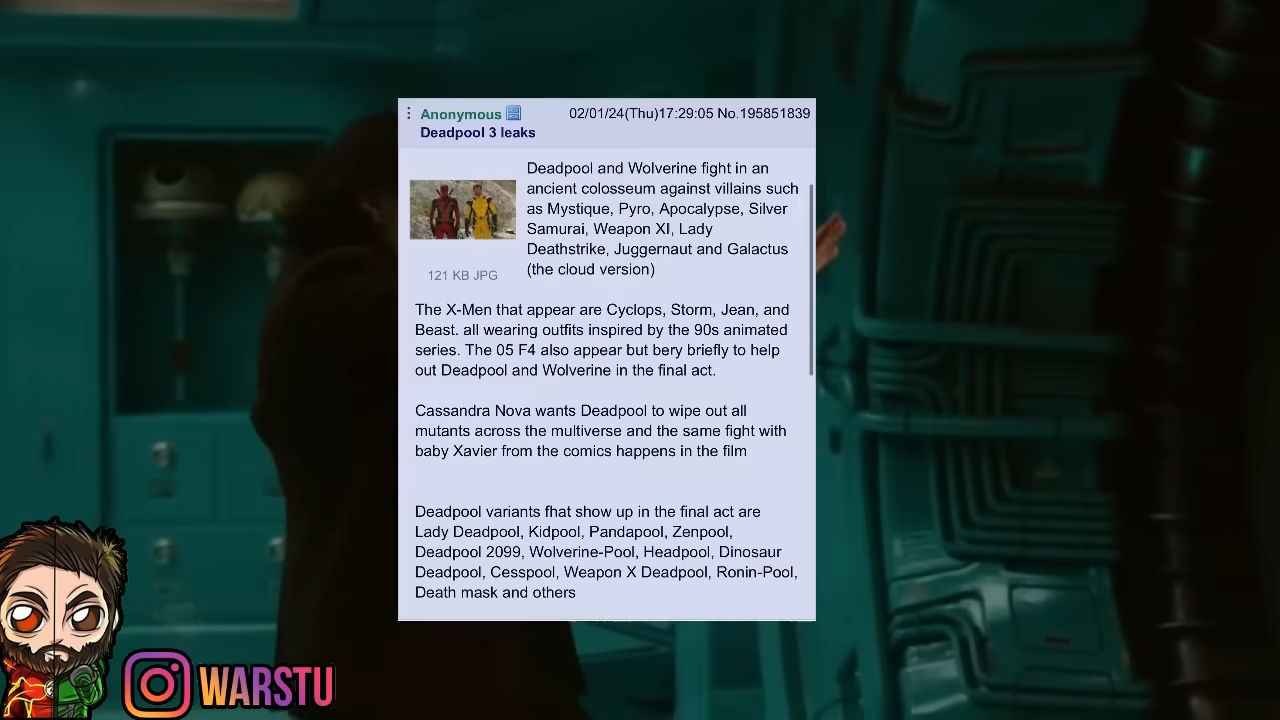 Anonymous 02/01/24(Thu)17:29:05 No.195851839
Deadpool 3 leaks
Deadpool and Wolverine fight in an
ancient colosseum against villains such
as Mystique, Pyro, Apocalypse, Silver
Samurai, Weapon XI, Lady
Deathstrike, Juggernaut and Galactus
(the cloud version)
121 KB JPG
The X-Men that appear are Cyclops, Storm, Jean, and
Beast. all wearing outfits inspired by the 90s animated
series. The 05 F4 also appear but bery briefly to help
out Deadpool and Wolverine in the final act.
Cassandra Nova wants Deadpool to wipe out all
mutants across the multiverse and the same fight with
baby Xavier from the comics happens in the film
Deadpool variants fhat show up in the final act are
Lady Deadpool, Kidpool, Pandapool, Zenpool,
Deadpool 2099, Wolverine-Pool, Headpool, Dinosaur
Deadpool, Cesspool, Weapon X Deadpool, Ronin-Pool,
Death mask and others
WARSTU